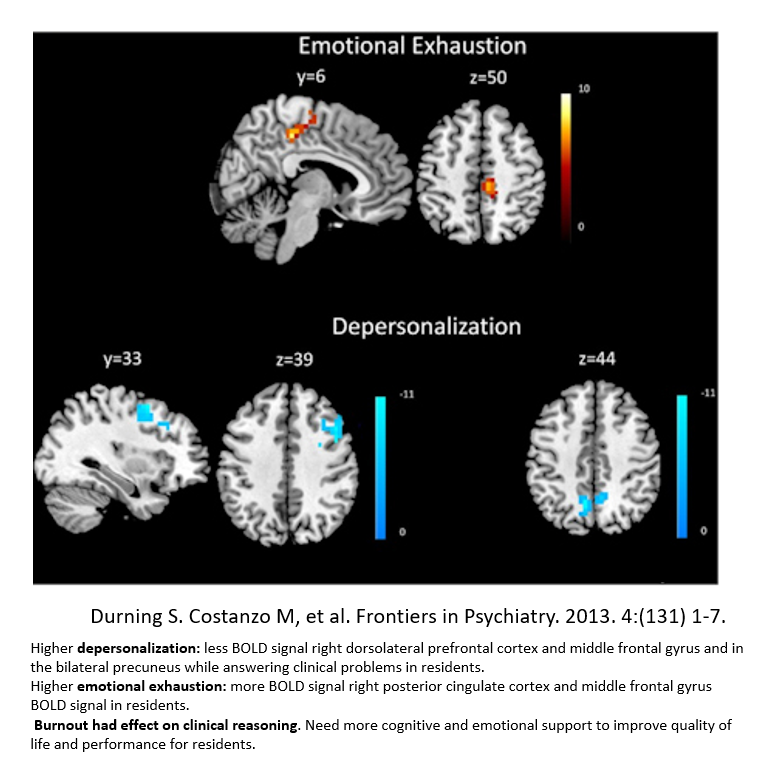 Emotional Exhaustion
y=6
z=50
10
0
Depersonalization
y=33
z=39
z=44
-11
-11
0
0
Durning S. Costanzo M, et al. Frontiers in Psychiatry. 2013. 4:(131) 1-7.
Higher depersonalization: less BOLD signal right dorsolateral prefrontal cortex and middle frontal gyrus and in
the bilateral precuneus while answering clinical problems in residents.
Higher emotional exhaustion: more BOLD signal right posterior cingulate cortex and middle frontal gyrus
BOLD signal in residents.
Burnout had effect on clinical reasoning. Need more cognitive and emotional support to improve quality of
life and performance for residents.